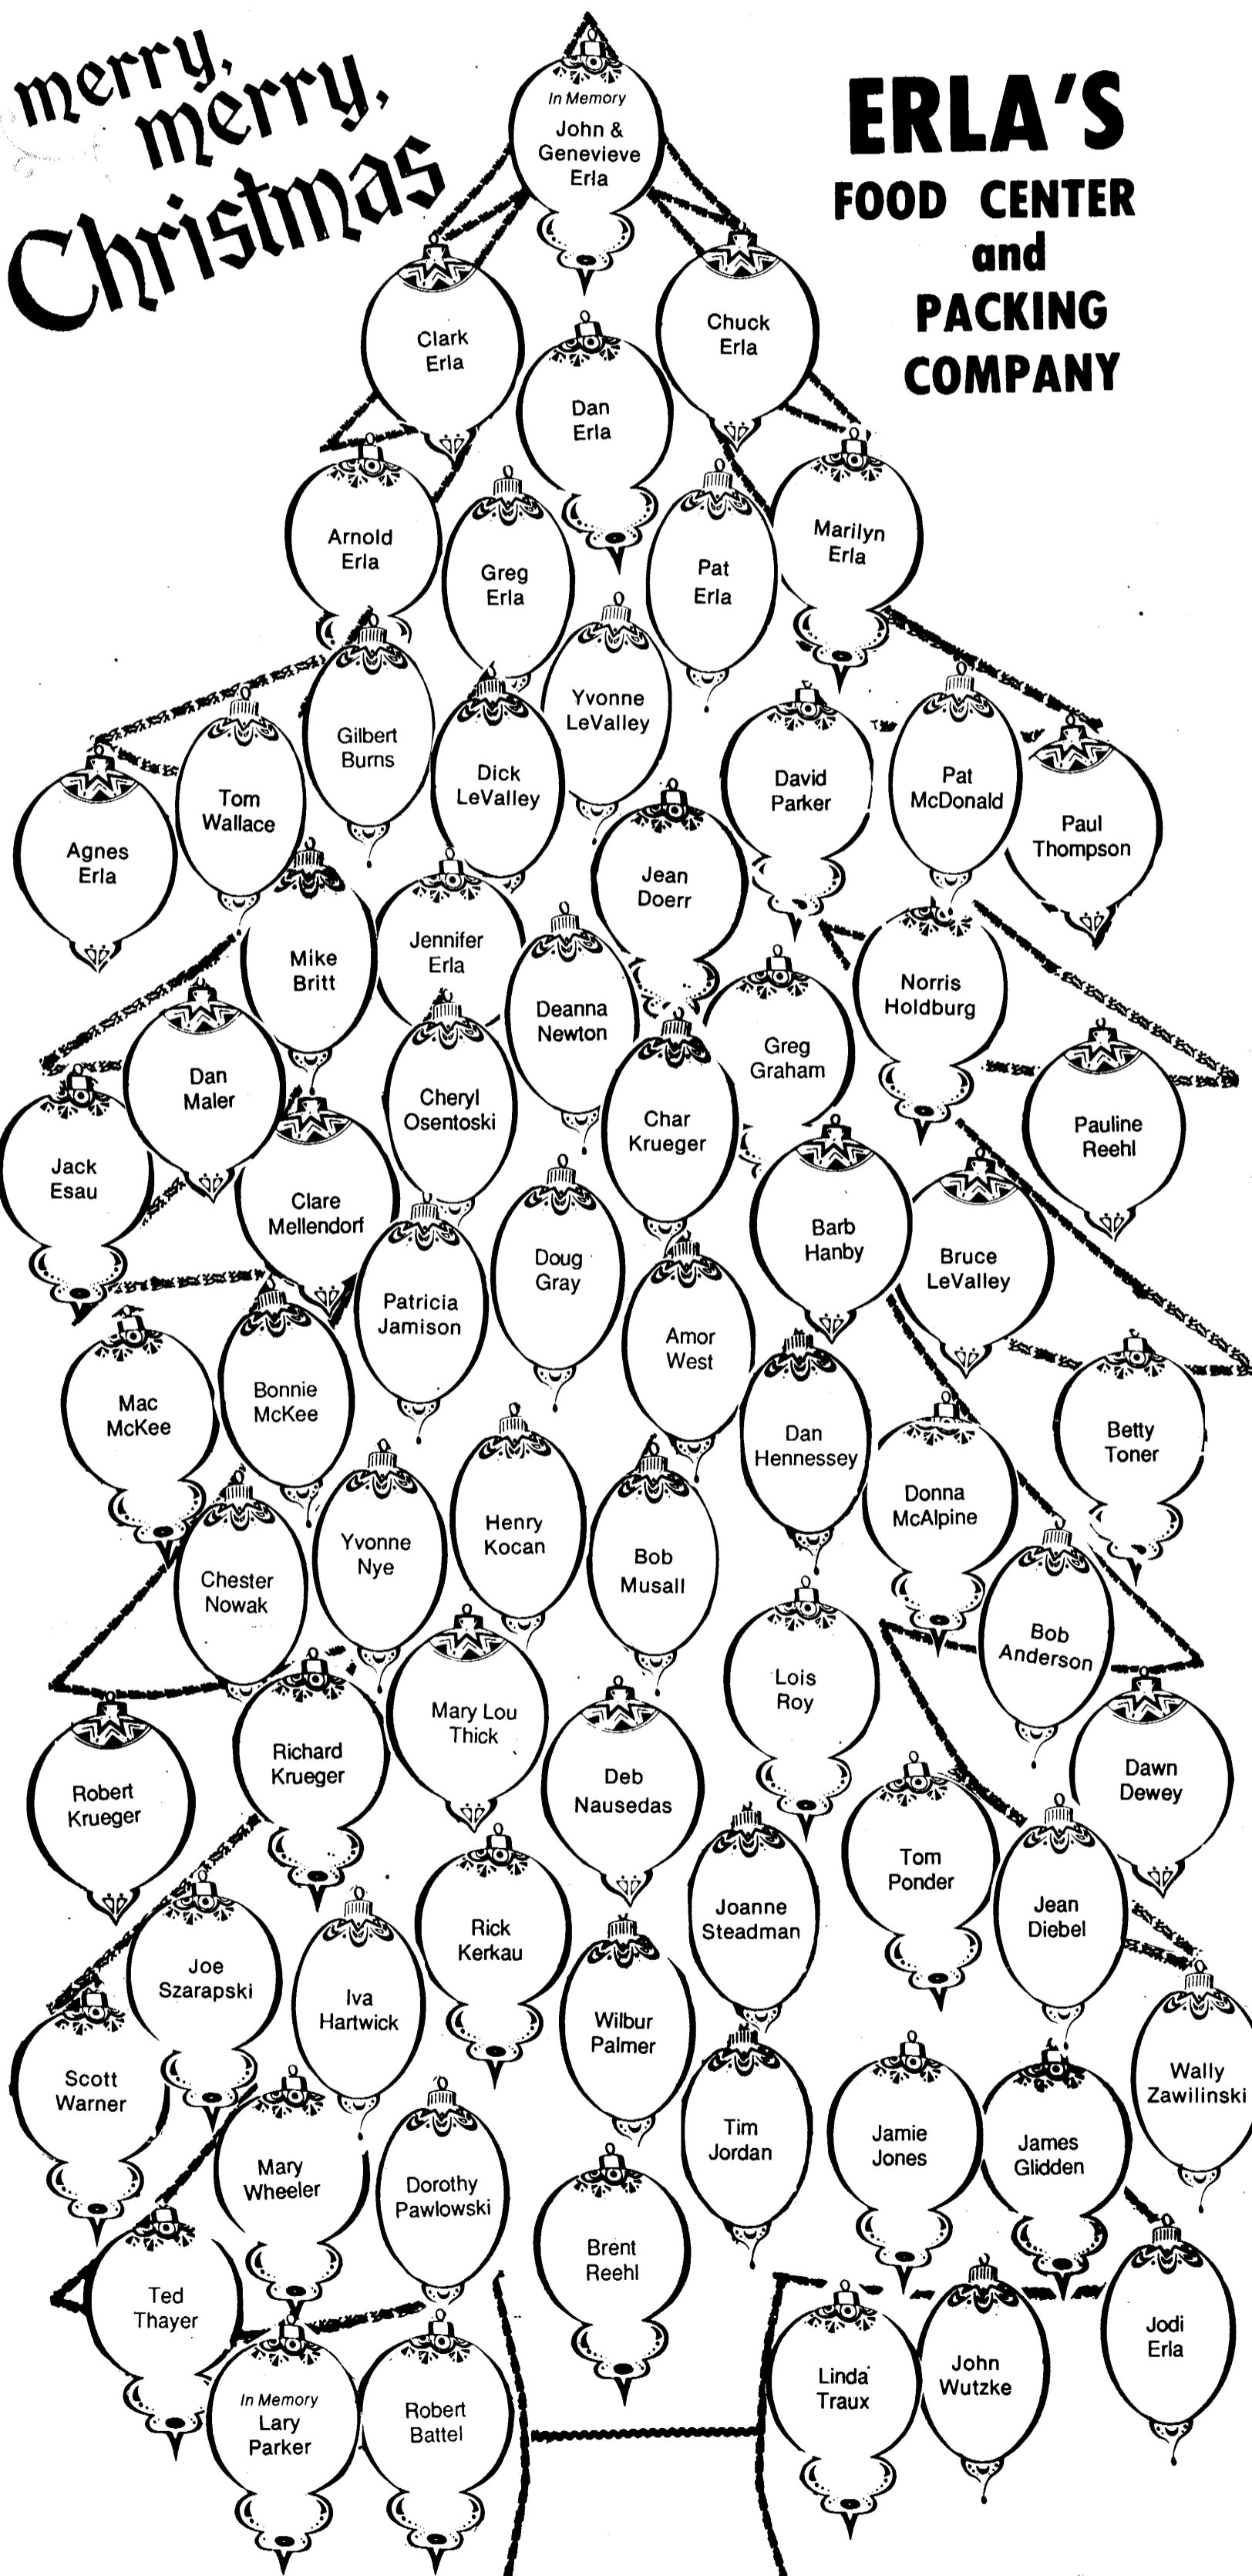 merry,
merry,
Christmas
ERLA'S
FOOD CENTER
and
PACKING
COMPANY
In Memory
John &
Genevieve
Erla
Clark
Erla
Chuck
Erla
Dan
Erla
Arnold
Erla
Greg
Erla
Pat
Erla
Marilyn
Erla
Gilbert
Burns
Yvonne
LeValley
Dick
LeValley
Tom
Wallace
David
Parker
Pat
McDonald
Paul
Thompson
Agnes
Erla
Jean
Doerr
Mike
Britt
Jennifer
Erla
Deanna
Newton
Norris
Holdburg
Greg
Graham
Dan
Maler
Cheryl
Osentoski
Char
Krueger
Pauline
Reehl
Jack
Esau
Clare
Mellendorf
Doug
Gray
Barb
Hanby
Bruce
LeValley
Patricia
Jamison
Amor
West
Mac
McKee
Bonnie
McKee
Dan
Hennessey
Betty
Toner
Donna
McAlpine
Henry
Kocan
Yvonne
Nye
Bob
Musall
Chester
Nowak
Bob
Anderson
Lois
Roy
Mary Lou
Thick
Richard
Krueger
Deb
Nausedas
Dawn
Dewey
Robert
Krueger
Tom
Ponder
Joanne
Steadman
Jean
Diebel
Rick
Kerkau
Joe
Szarapski
Iva
Hartwick
Wilbur
Palmer
Scott
Warner
Wally
Zawilinski
Tim
Jordan
Jamie
Jones
James
Glidden
Mary
Wheeler
Dorothy
Pawlowski
Brent
Reehl
Ted
Thayer
Jodi
Erla
Linda
Traux
John
Wutzke
In Memory
Lary
Parker
Robert
Battel